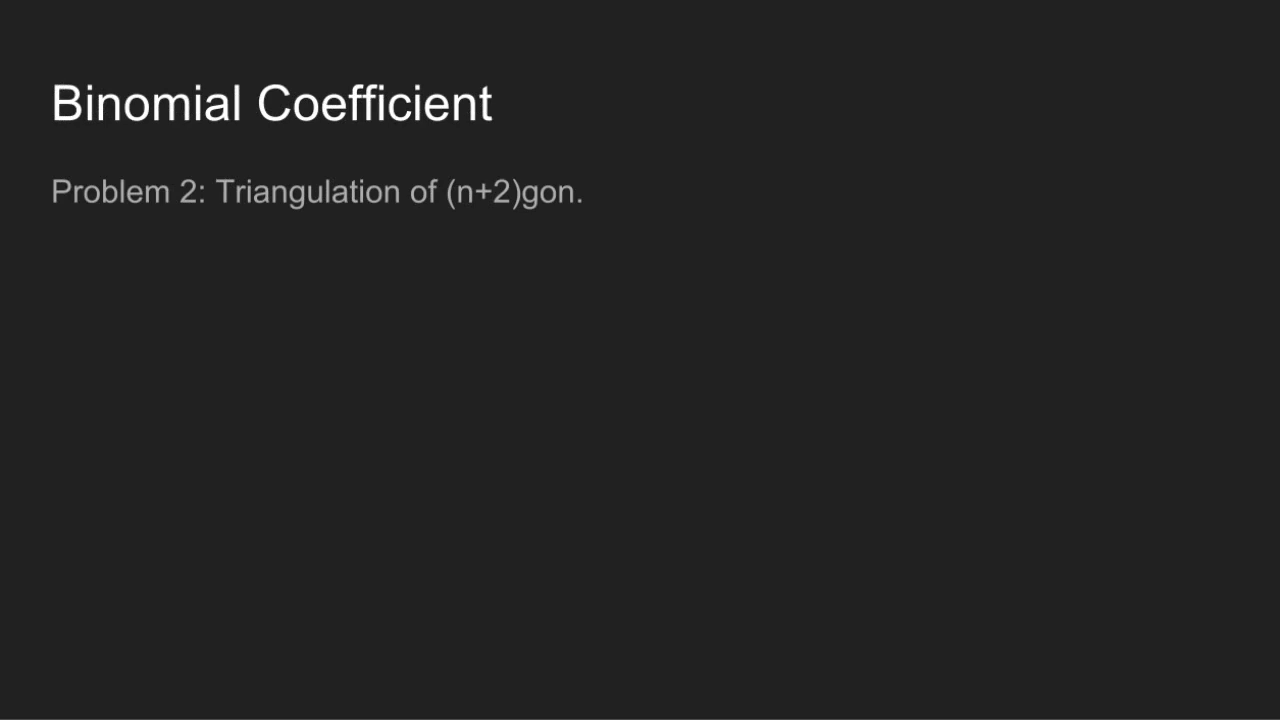 Binomial Coefficient
Problem 2: Triangulation of (n+2)gon.